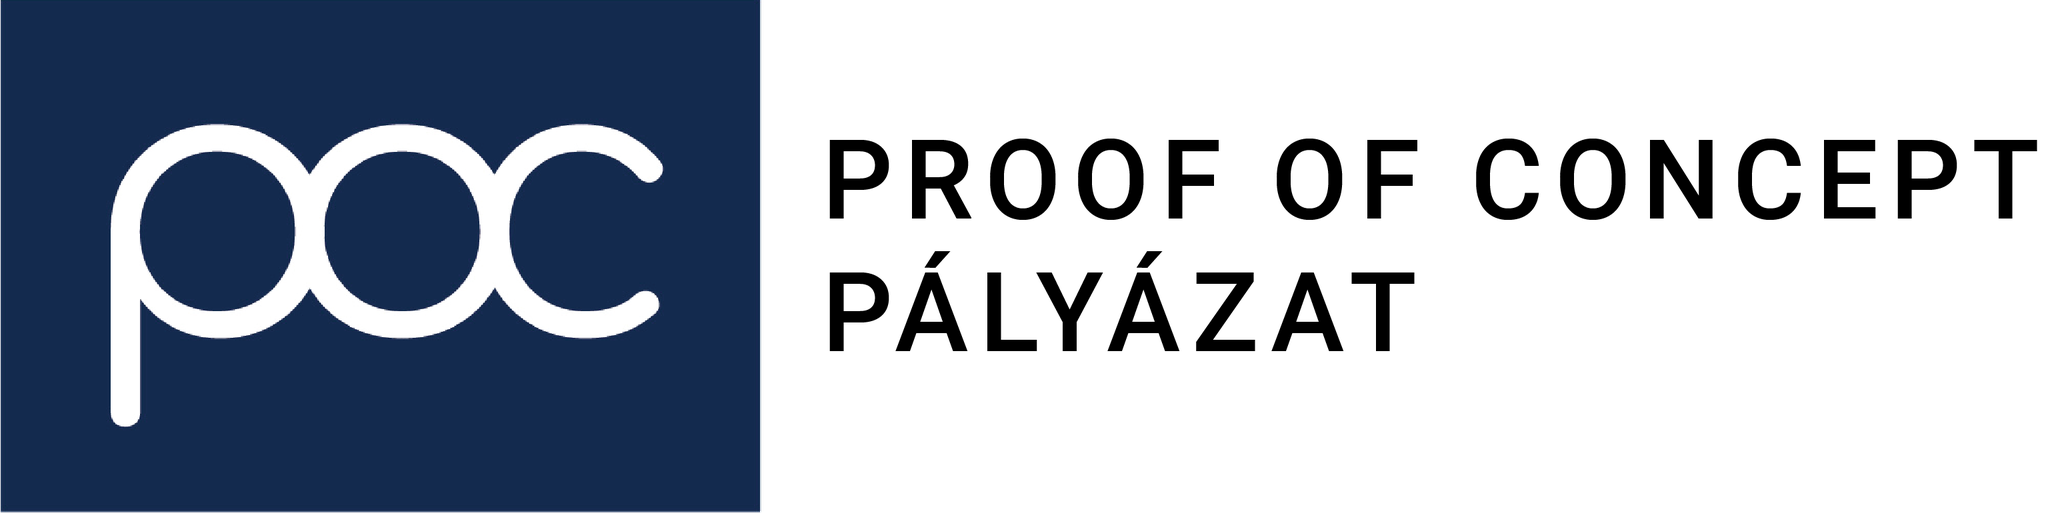 poc
PROOF OF CONCEPT
PÁLYÁZAT